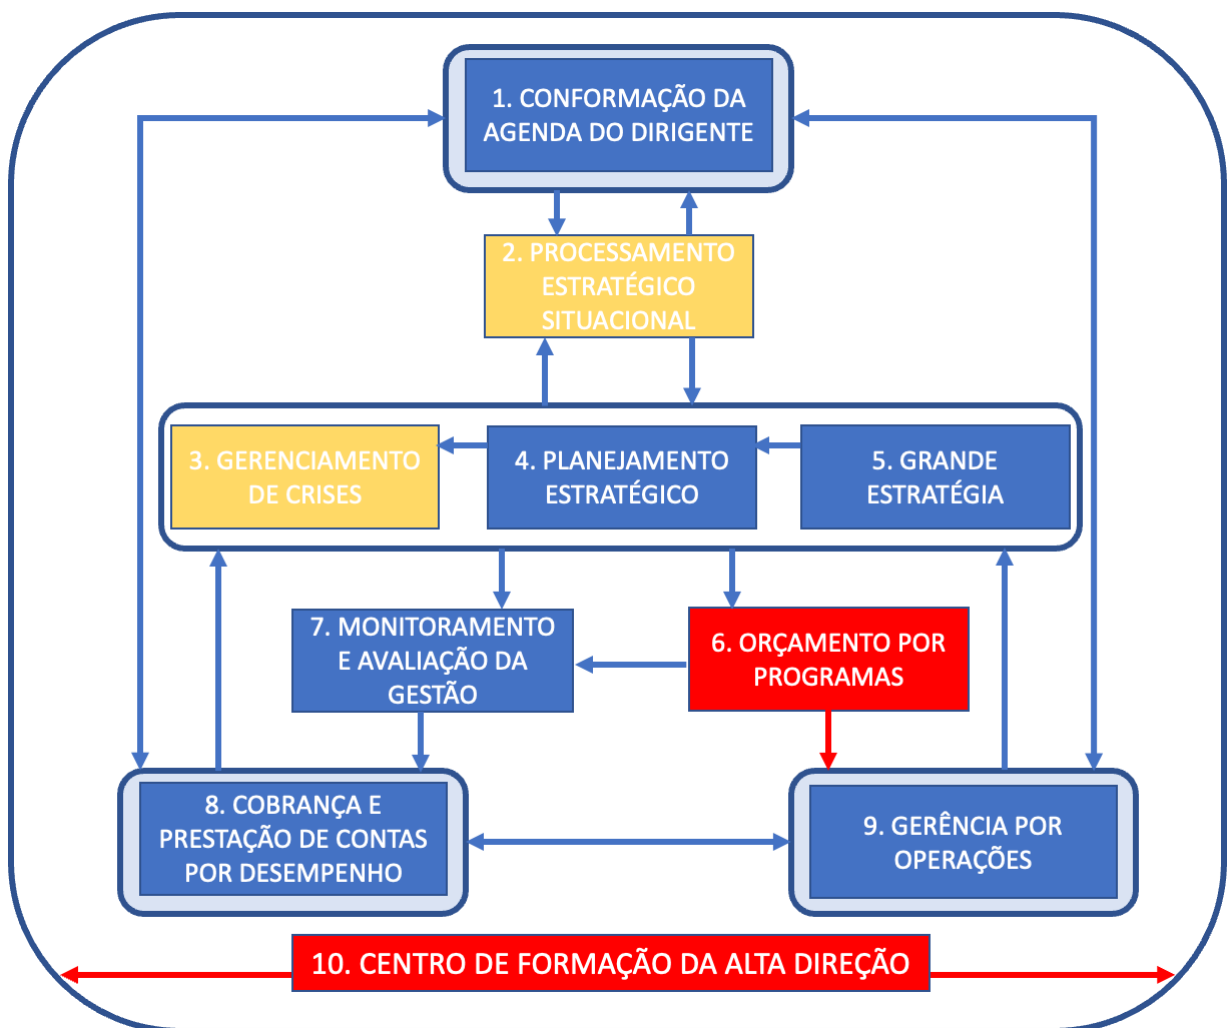 1. CONFORMAÇÃO DA
AGENDA DO DIRIGENTE
2. PROCESSAMENTO
ESTRATÉGICO
SITUACIONAL
3. GERENCIAMENTO
DE CRISES
4. PLANEJAMENTO
ESTRATÉGICO
5. GRANDE
ESTRATÉGIA
7. MONITORAMENTO
E AVALIAÇÃO DA
GESTÃO
6. ORÇAMENTO POR
PROGRAMAS
8. COBRANÇA E
PRESTAÇÃO DE CONTAS
POR DESEMPENHO
9. GERÊNCIA POR
OPERAÇÕES
10. CENTRO DE FORMAÇÃO DA ALTA DIREÇÃO